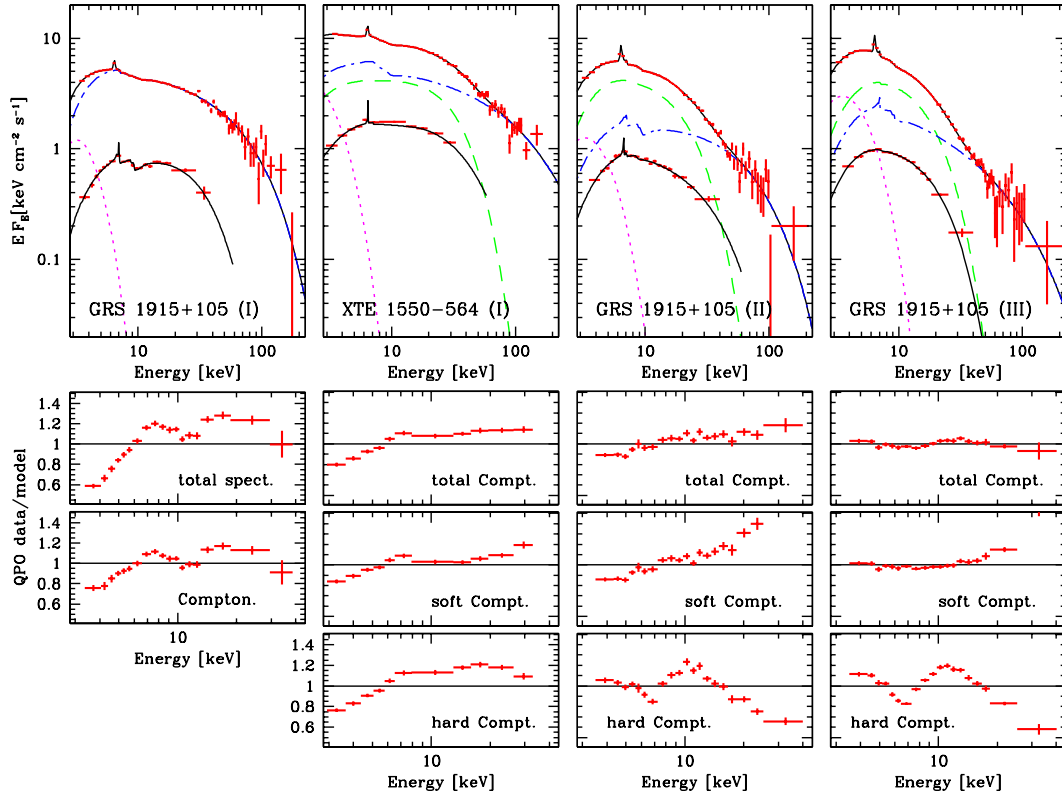 10
1
0.1
E F_E[keV cm⁻² s⁻¹]
GRS 1915+105 (I)
XTE 1550−564 (I)
GRS 1915+105 (II)
GRS 1915+105 (III)
10 100
10 100
10 100
10 100
Energy [keV]
Energy [keV]
Energy [keV]
Energy [keV]
QPO data/model
1.4
1.2
1
0.8
0.6
total spect.
total Compt.
total Compt.
total Compt.
1.4
1.2
1
0.8
0.6
Compton.
soft Compt.
soft Compt.
soft Compt.
10
Energy [keV]
1.4
1.2
1
0.8
0.6
hard Compt.
hard Compt.
hard Compt.
10
10
10
Energy [keV]
Energy [keV]
Energy [keV]